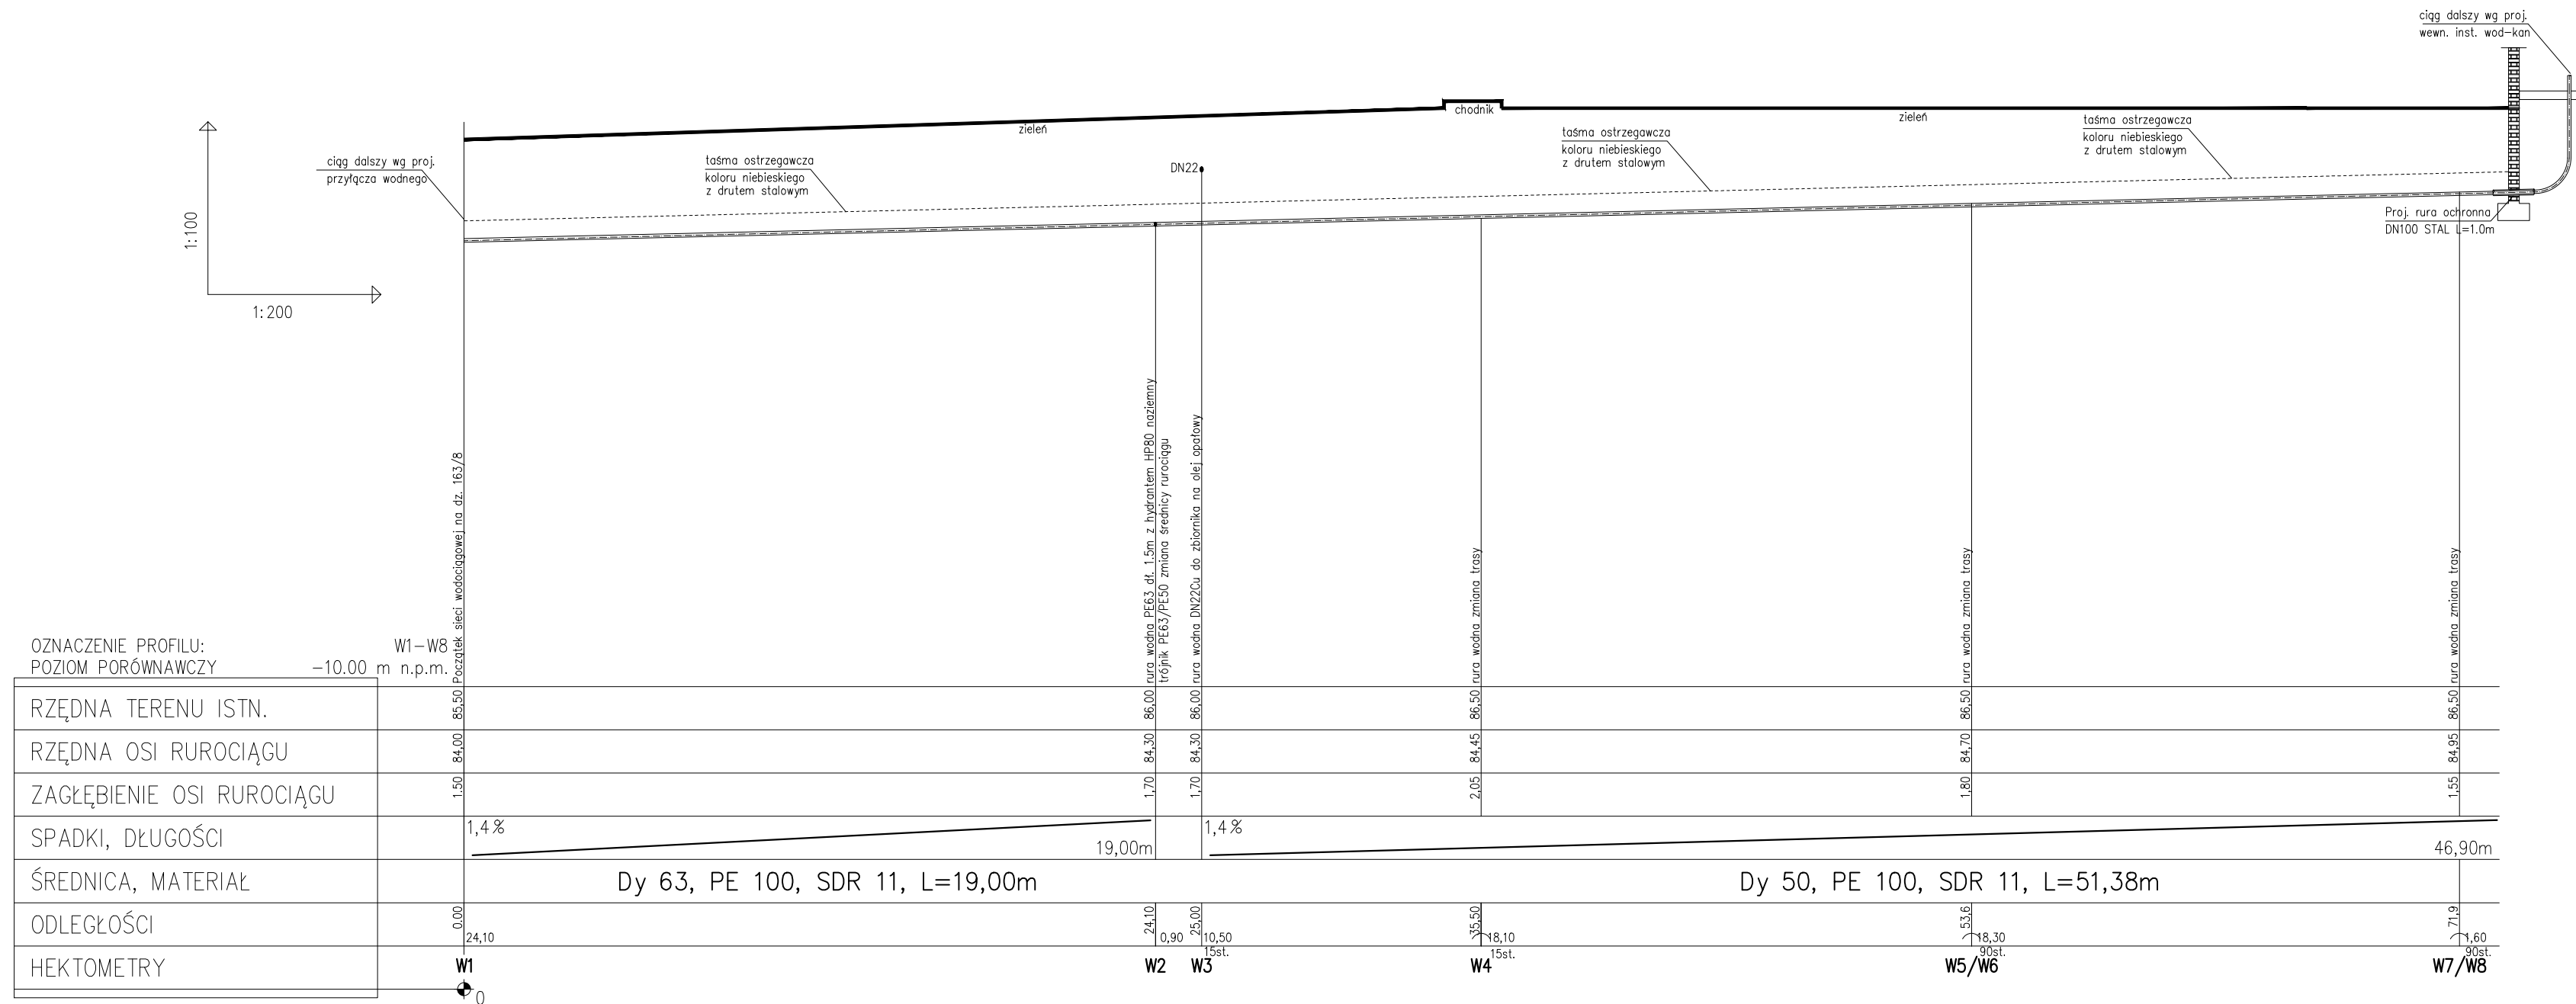 ciąg dalszy wg proj.
wewn. inst. wod-kan
chodnik
zieleń
zieleń
taśma ostrzegawcza
koloru niebieskiego
z drutem stalowym
taśma ostrzegawcza
koloru niebieskiego
z drutem stalowym
taśma ostrzegawcza
koloru niebieskiego
z drutem stalowym
ciąg dalszy wg proj.
przyłącza wodnego
DN22
Proj. rura ochronna
DN100 STAL L=1.0m
1:100
1:200
Początek sieci wodociągowej na dz. 163/8
rura wodna PE63 dł. 1.5m z hydrantem HP80 naziemny
trójnik PE63/PE50 zmiana średnicy rurociągu
rura wodna DN22Cu do zbiornika na olej opałowy
rura wodna zmiana trasy
rura wodna zmiana trasy
rura wodna zmiana trasy
OZNACZENIE PROFILU: W1-W8
POZIOM PORÓWNAWCZY -10.00 m n.p.m.
RZĘDNA TERENU ISTN. 85,50 86,00 86,00 86,50 86,50 86,50
RZĘDNA OSI RUROCIĄGU 84,00 84,30 84,30 84,45 84,70 84,95
ZAGŁĘBIENIE OSI RUROCIĄGU 1.50 1,70 1,70 2,05 1,80 1,55
SPADKI, DŁUGOŚCI 1,4% 19,00m 1,4% 46,90m
ŚREDNICA, MATERIAŁ Dy 63, PE 100, SDR 11, L=19,00m Dy 50, PE 100, SDR 11, L=51,38m
ODLEGŁOŚCI 0.00 24,10 25,00 35,50 53,6 71,9
24,10 0,90 10,50 18,10 18,30 1,60
15st. 15st. 90st. 90st.
HEKTOMETRY W1 W2 W3 W4 W5/W6 W7/W8
0